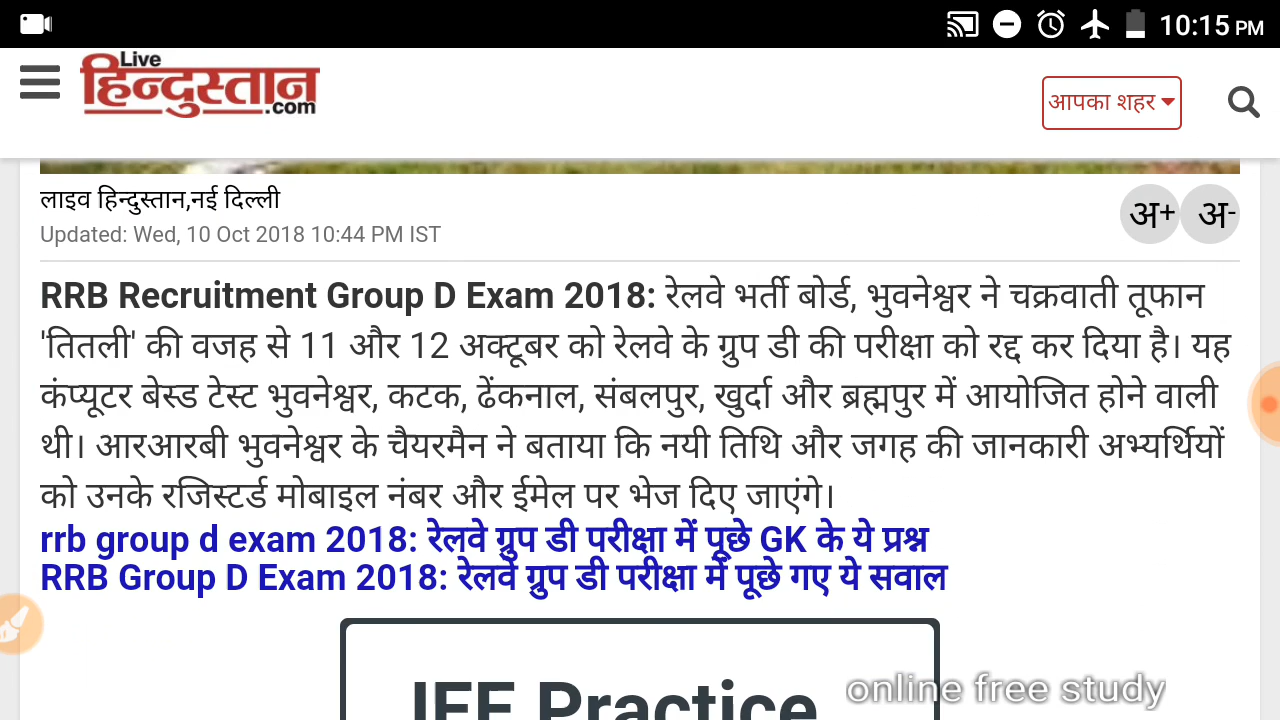 10:15 PM
Live
हिन्दुस्तान
.com
आपका शहर
लाइव हिन्दुस्तान,नई दिल्ली
अ+ अ-
Updated: Wed, 10 Oct 2018 10:44 PM IST
RRB Recruitment Group D Exam 2018: रेलवे भर्ती बोर्ड, भुवनेश्वर ने चक्रवाती तूफान
'तितली' की वजह से 11 और 12 अक्टूबर को रेलवे के ग्रुप डी की परीक्षा को रद्द कर दिया है। यह
कंप्यूटर बेस्ड टेस्ट भुवनेश्वर, कटक, ढेंकनाल, संबलपुर, खुर्दा और ब्रह्मपुर में आयोजित होने वाली
थी। आरआरबी भुवनेश्वर के चैयरमैन ने बताया कि नयी तिथि और जगह की जानकारी अभ्यर्थियों
को उनके रजिस्टर्ड मोबाइल नंबर और ईमेल पर भेज दिए जाएंगे।
rrb group d exam 2018: रेलवे ग्रुप डी परीक्षा में पूछे GK के ये प्रश्न
RRB Group D Exam 2018: रेलवे ग्रुप डी परीक्षा में पूछे गए ये सवाल
JEE Practice
online free study